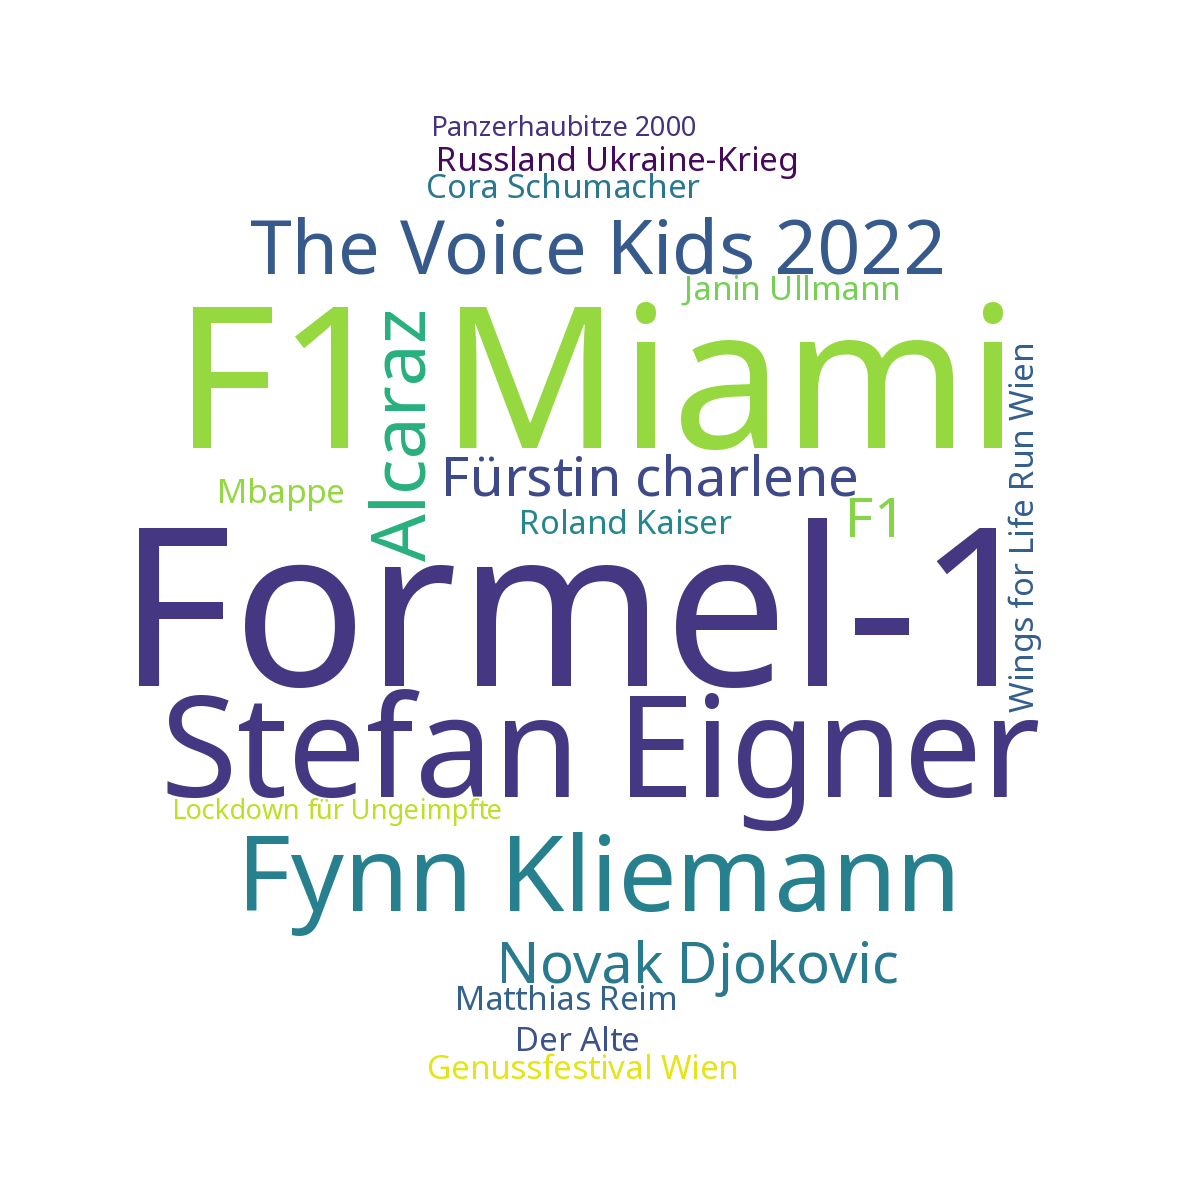 Panzerhaubitze 2000
Russland Ukraine-Krieg
Cora Schumacher
The Voice Kids 2022
Janin Ullmann
F1 Miami
Alcaraz
Wings for Life Run Wien
Fürstin charlene
Mbappe
F1
Roland Kaiser
Formel-1
Stefan Eigner
Lockdown für Ungeimpfte
Fynn Kliemann
Novak Djokovic
Matthias Reim
Der Alte
Genussfestival Wien